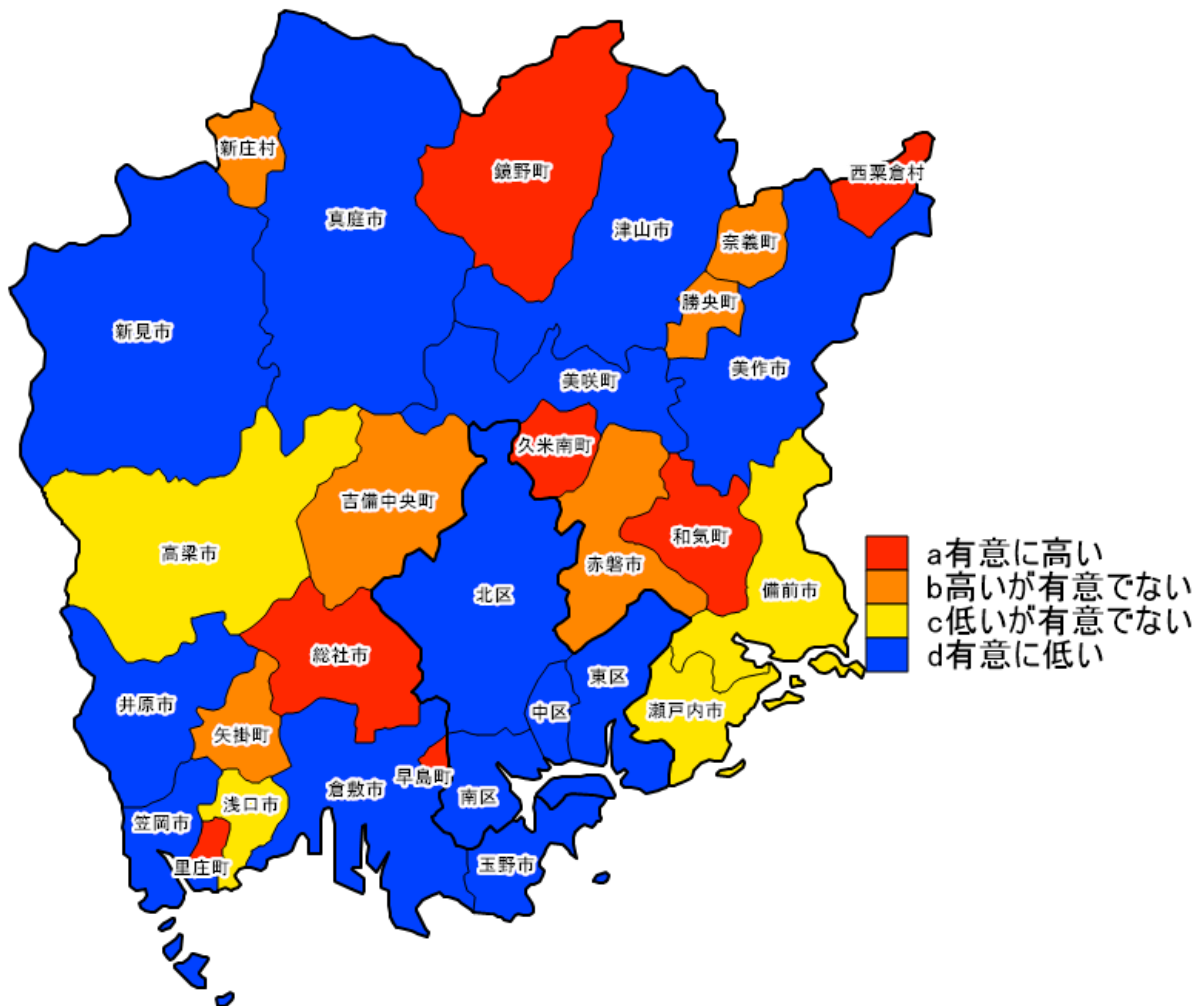 新庄村
鏡野町
西粟倉村
真庭市
津山市
奈義町
勝央町
新見市
美作市
美咲町
久米南町
吉備中央町
和気町
高梁市
赤磐市
備前市
北区
総社市
東区
井原市
中区
瀬戸内市
矢掛町
早島町
倉敷市
南区
浅口市
笠岡市
里庄町
玉野市
a有意に高い
b高いが有意でない
c低いが有意でない
d有意に低い